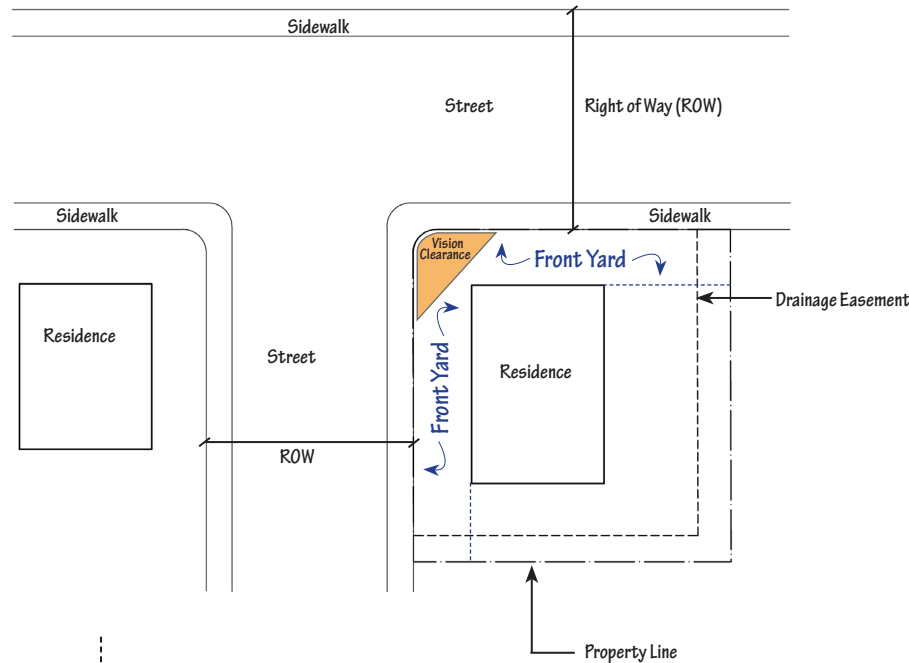 Sidewalk
Street
Right of Way (ROW)
Sidewalk
Sidewalk
Vision
Clearance
Front Yard
Drainage Easement
Residence
Street
Front Yard
Residence
ROW
Property Line